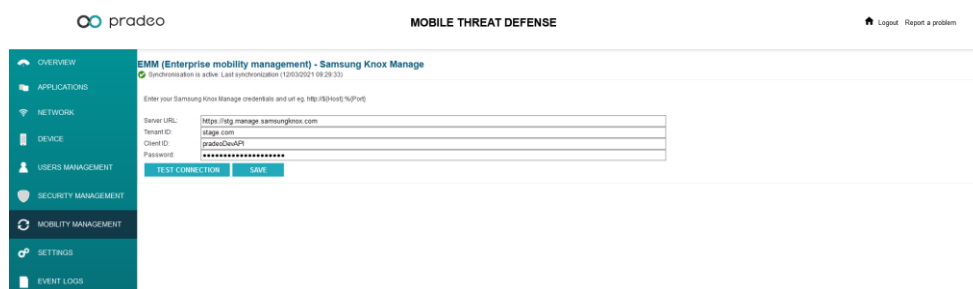 pradeo
MOBILE THREAT DEFENSE
Logout Report a problem
OVERVIEW
APPLICATIONS
NETWORK
DEVICE
USERS MANAGEMENT
SECURITY MANAGEMENT
MOBILITY MANAGEMENT
SETTINGS
EVENT LOGS
EMM (Enterprise mobility management) - Samsung Knox Manage
Synchronisation is active: Last synchronization (12/03/2021 09:29:33)
Enter your Samsung Knox Manage credentials and url eg. http://${Host}:%{Port}
Server URL: https://stg.manage.samsungknox.com
Tenant ID: stage.com
Client ID: pradeoDevAPI
Password: ••••••••••••••••••••
TEST CONNECTION SAVE